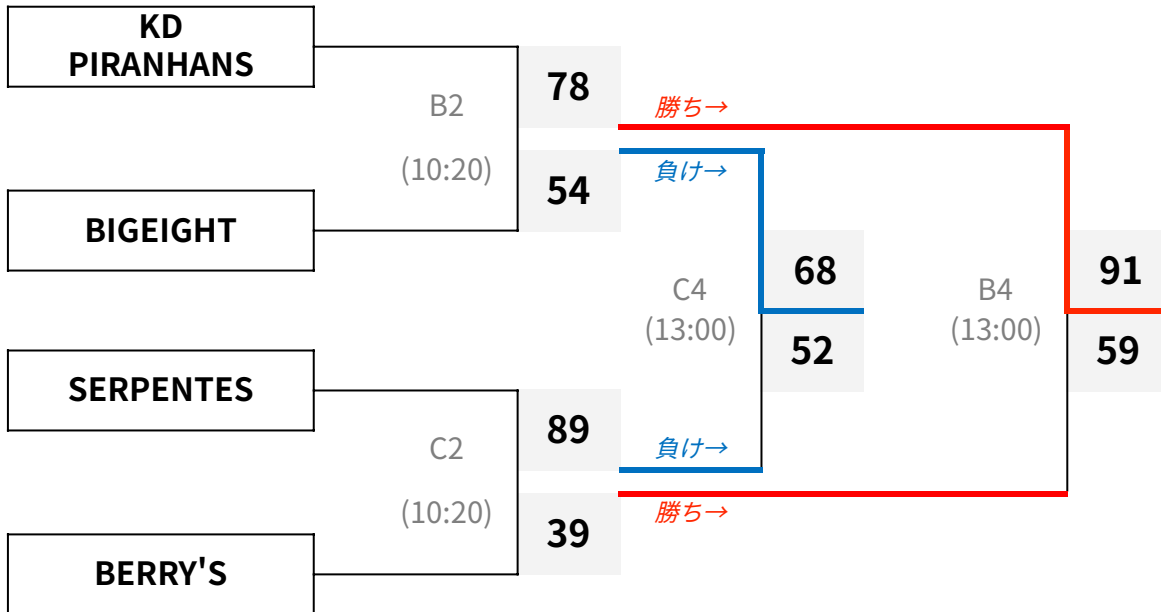 KD
PIRANHANS
B2
(10:20)
78
54
勝ち→
負け→
BIGEIGHT
C4
(13:00)
68
52
B4
(13:00)
91
59
SERPENTES
C2
(10:20)
89
39
負け→
勝ち→
BERRY'S